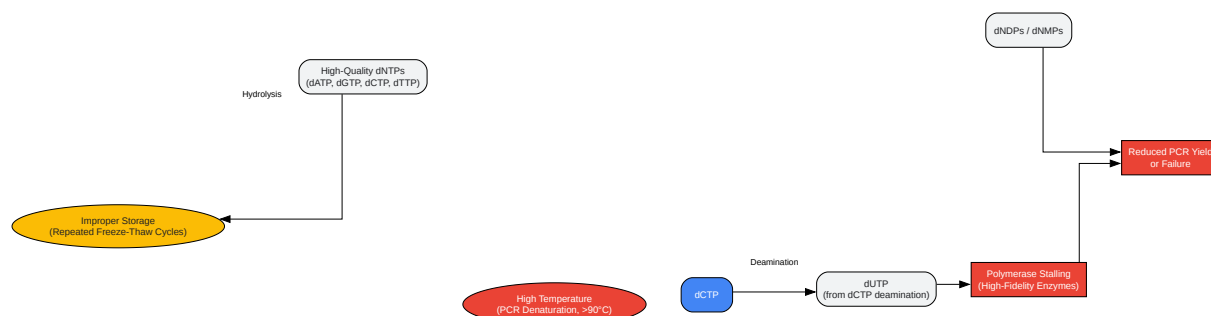 dNDPs / dNMPs
High-Quality dNTPs
(dATP, dGTP, dCTP, dTTP)
Hydrolysis
Reduced PCR Yield
or Failure
Improper Storage
(Repeated Freeze-Thaw Cycles)
Deamination
Polymerase Stalling
(High-Fidelity Enzymes)
dUTP
(from dCTP deamination)
dCTP
High Temperature
(PCR Denaturation, >90°C)